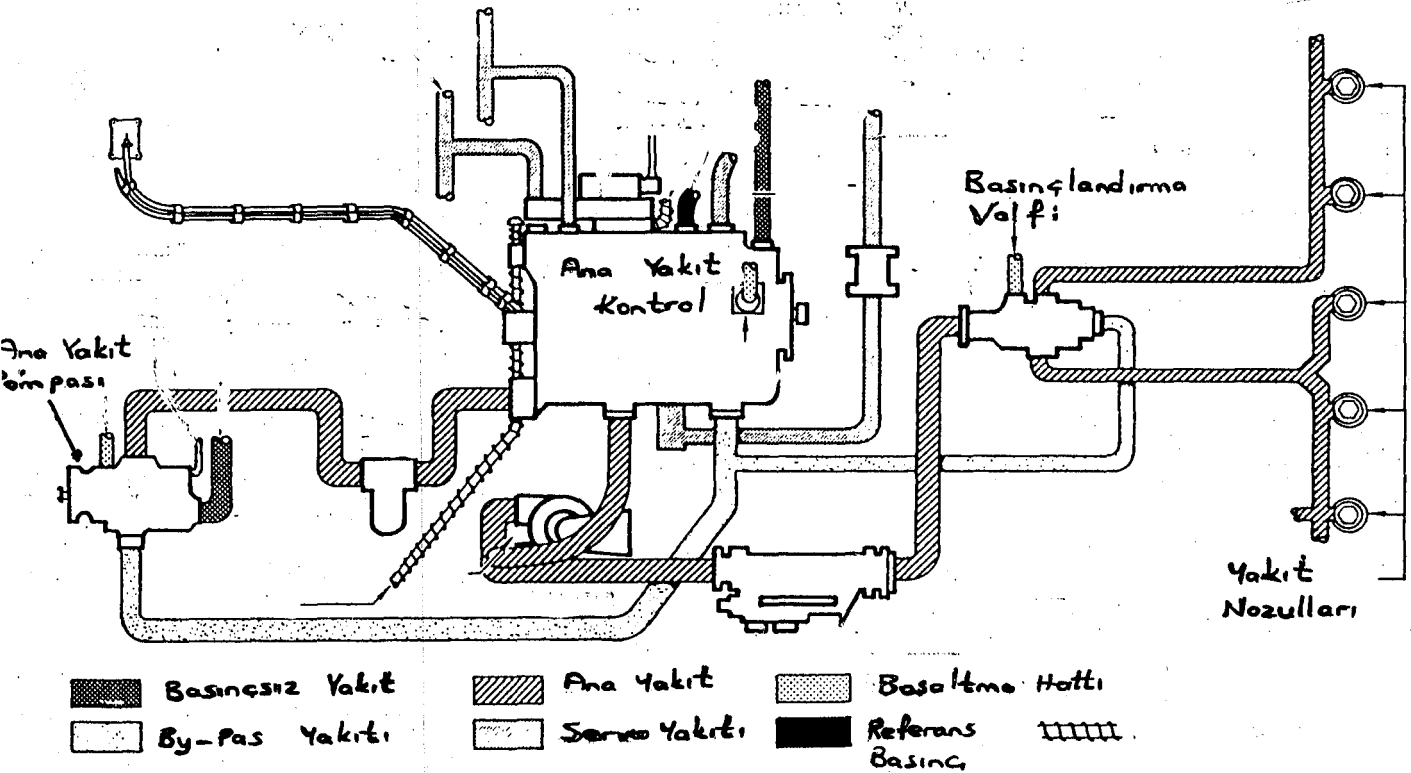 Basınçlandırma
Valfi
Ana Yakıt
Kontrol
Ana Yakıt
Pompası
Yakıt
Nozulları
Basınçsız Yakıt
Ana Yakıt
Boşaltma Hattı
By-Pas Yakıtı
Servo Yakıtı
Referans
Basınç